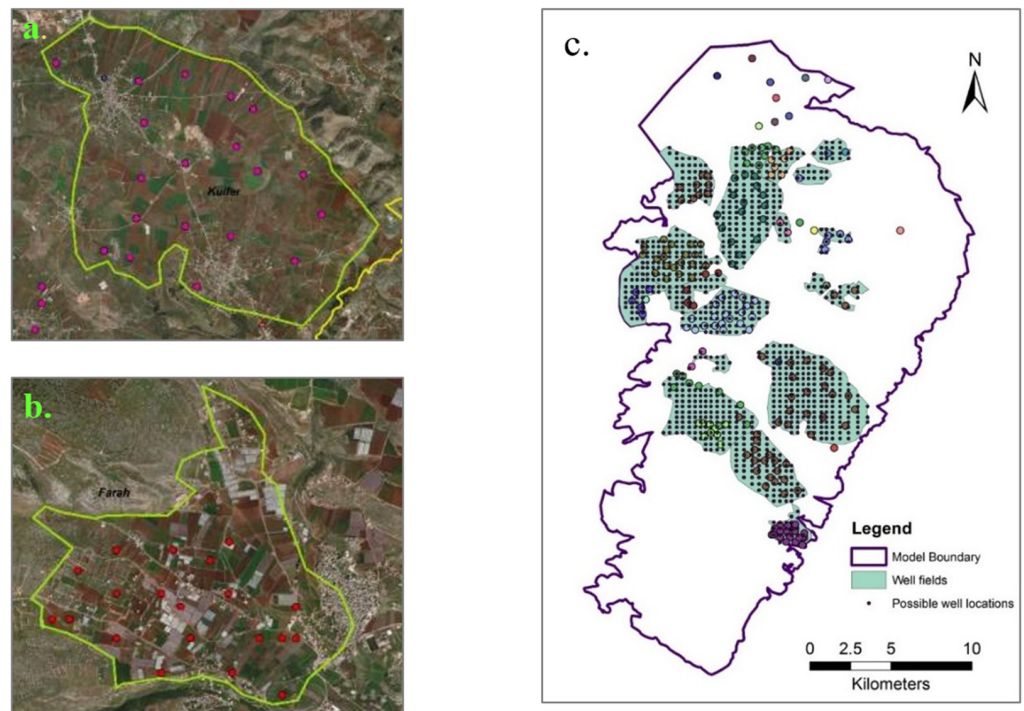 a.
Kuifer
b.
Farah
c.
N
Legend
Model Boundary
Well fields
Possible well locations
0 2.5 5 10
Kilometers